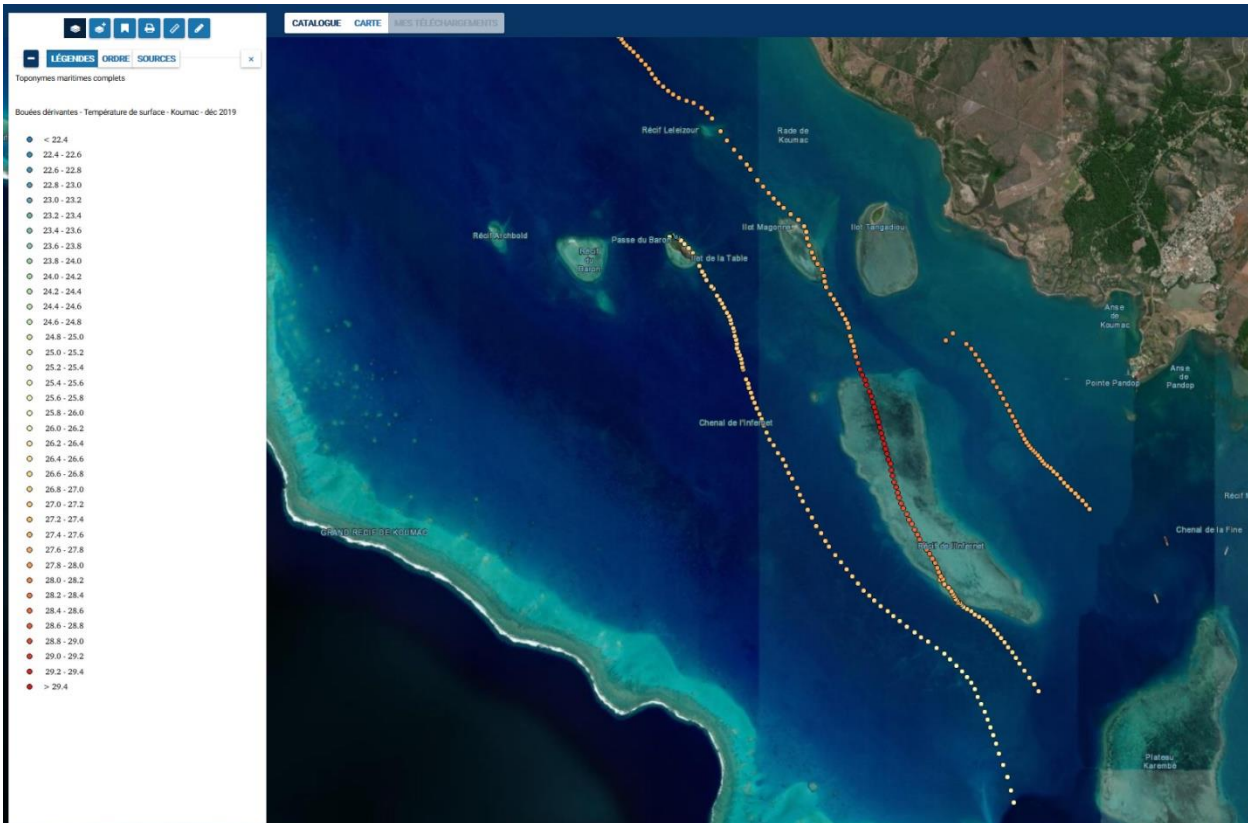 CATALOGUE CARTE MES TÉLÉCHARGEMENTS
LÉGENDES ORDRE SOURCES ×
Toponymes maritimes complets
Bouées dérivantes - Température de surface - Koumac - déc 2019
< 22.4
22.4 - 22.6
22.6 - 22.8
22.8 - 23.0
23.0 - 23.2
23.2 - 23.4
23.4 - 23.6
23.6 - 23.8
23.8 - 24.0
24.0 - 24.2
24.2 - 24.4
24.4 - 24.6
24.6 - 24.8
24.8 - 25.0
25.0 - 25.2
25.2 - 25.4
25.4 - 25.6
25.6 - 25.8
25.8 - 26.0
26.0 - 26.2
26.2 - 26.4
26.4 - 26.6
26.6 - 26.8
26.8 - 27.0
27.0 - 27.2
27.2 - 27.4
27.4 - 27.6
27.6 - 27.8
27.8 - 28.0
28.0 - 28.2
28.2 - 28.4
28.4 - 28.6
28.6 - 28.8
28.8 - 29.0
29.0 - 29.2
29.2 - 29.4
> 29.4
Récif Leleizour
Rade de
Koumac
Récif Archbold
Récif
du
Baron
Passe du Baron
Ilot de la Table
Ilot Magone
Ilot Tangadiou
Anse
de
Koumac
Pointe Pandop
Anse
de
Pandop
Chenal de l'Infernet
Récif
Chenal de la Fine
GRAND RÉCIF DE KOUMAC
Récif de l'Infernet
Plateau
Karembé